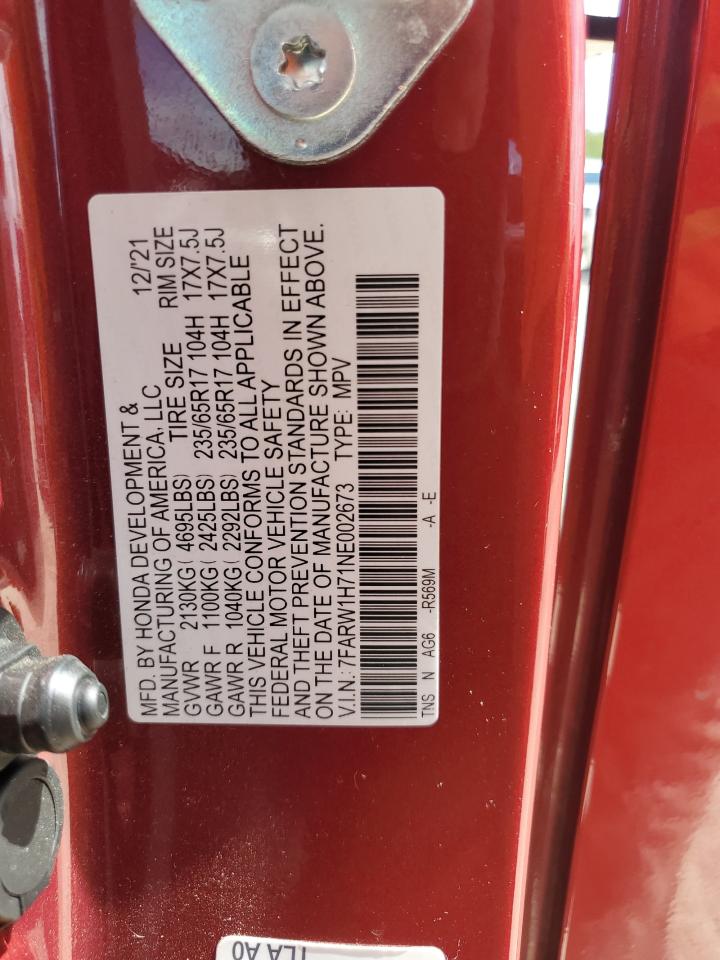 MFD. BY HONDA DEVELOPMENT &
MANUFACTURING OF AMERICA, LLC 12/'21
GVWR 2130KG( 4695LBS) TIRE SIZE RIM SIZE
GAWR F 1100KG( 2425LBS) 235/65R17 104H 17X7.5J
GAWR R 1040KG( 2292LBS) 235/65R17 104H 17X7.5J
THIS VEHICLE CONFORMS TO ALL APPLICABLE
FEDERAL MOTOR VEHICLE SAFETY
AND THEFT PREVENTION STANDARDS IN EFFECT
ON THE DATE OF MANUFACTURE SHOWN ABOVE.
V.I.N.: 7FARW1H71NE002673 TYPE: MPV
TNS N AG6 -R569M -A -E
TLA A0